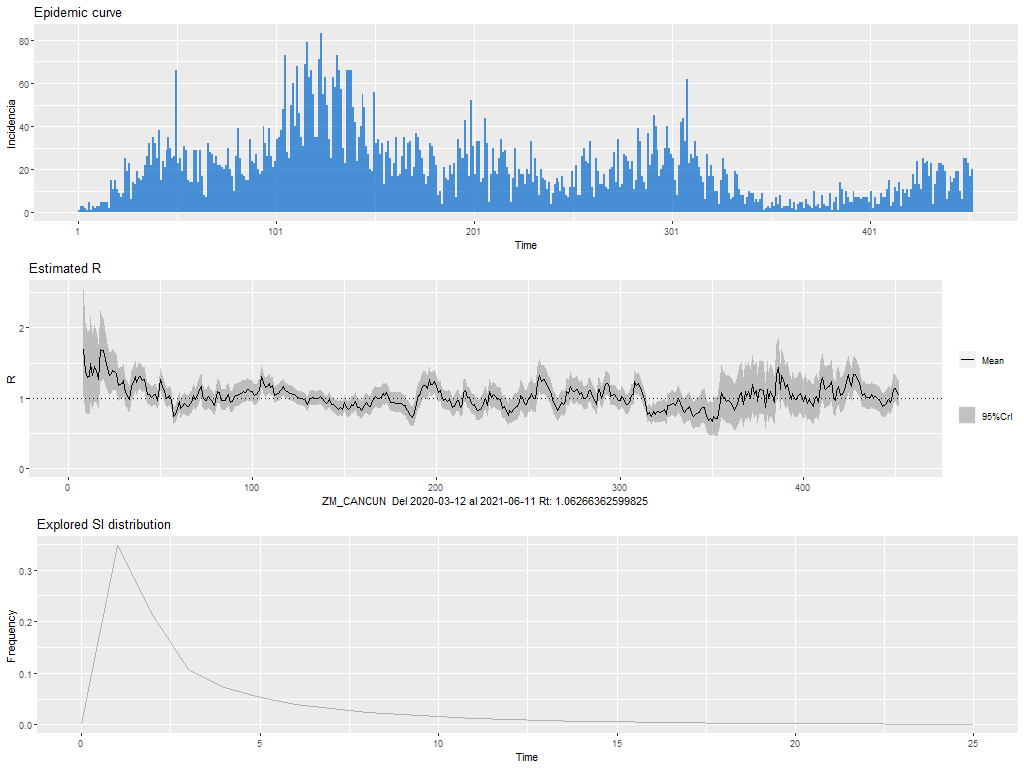 Epidemic curve
80
60
40
20
0
Incidencia
1
101
201
301
401
Time
Estimated R
2
1
0
R
0
100
200
300
400
ZM_CANCUN Del 2020-03-12 al 2021-06-11 Rt: 1.06266362599825
Mean
95%CrI
Explored SI distribution
0.3
0.2
0.1
0.0
Frequency
0
5
10
15
20
25
Time